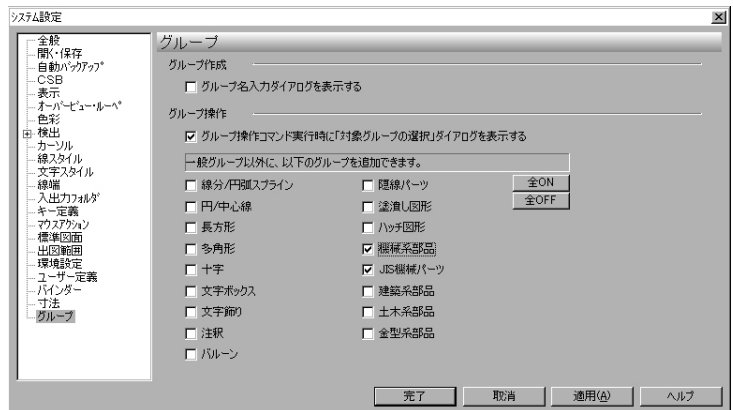 システム設定
全般
開く・保存
自動バックアップ
CSB
表示
オーバービュー・ルーペ
色彩
検出
カーソル
線スタイル
文字スタイル
線端
入出力フォルダ
キー定義
マウスアクション
標準図面
出図範囲
環境設定
ユーザー定義
バインダー
寸法
グループ
グループ
グループ作成
グループ名入力ダイアログを表示する
グループ操作
グループ操作コマンド実行時に「対象グループの選択」ダイアログを表示する
一般グループ以外に、以下のグループを追加できます。
線分/円弧スプライン
円/中心線
長方形
多角形
十字
文字ボックス
文字飾り
注釈
バルーン
隠線パーツ
塗潰し図形
ハッチ図形
機械系部品
JIS機械パーツ
建築系部品
土木系部品
金型系部品
全ON
全OFF
完了
取消
適用(A)
ヘルプ